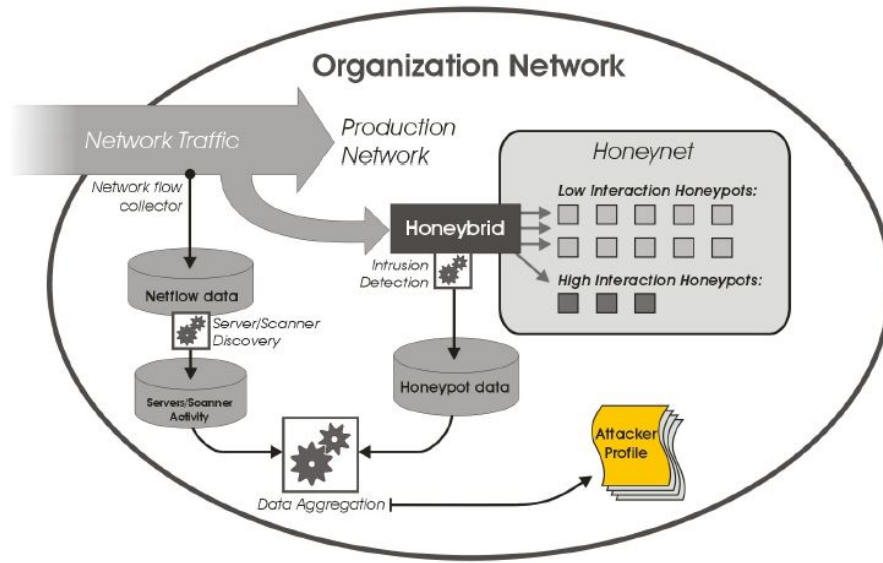 Organization Network
Network Traffic
Production
Network
Network flow
collector
Honeynet
Low Interaction Honeypots:
Honeybrid
High Interaction Honeypots:
Intrusion
Detection
Netflow data
Server/Scanner
Discovery
Servers/Scanner
Activity
Honeypot data
Attacker
Profile
Data Aggregation